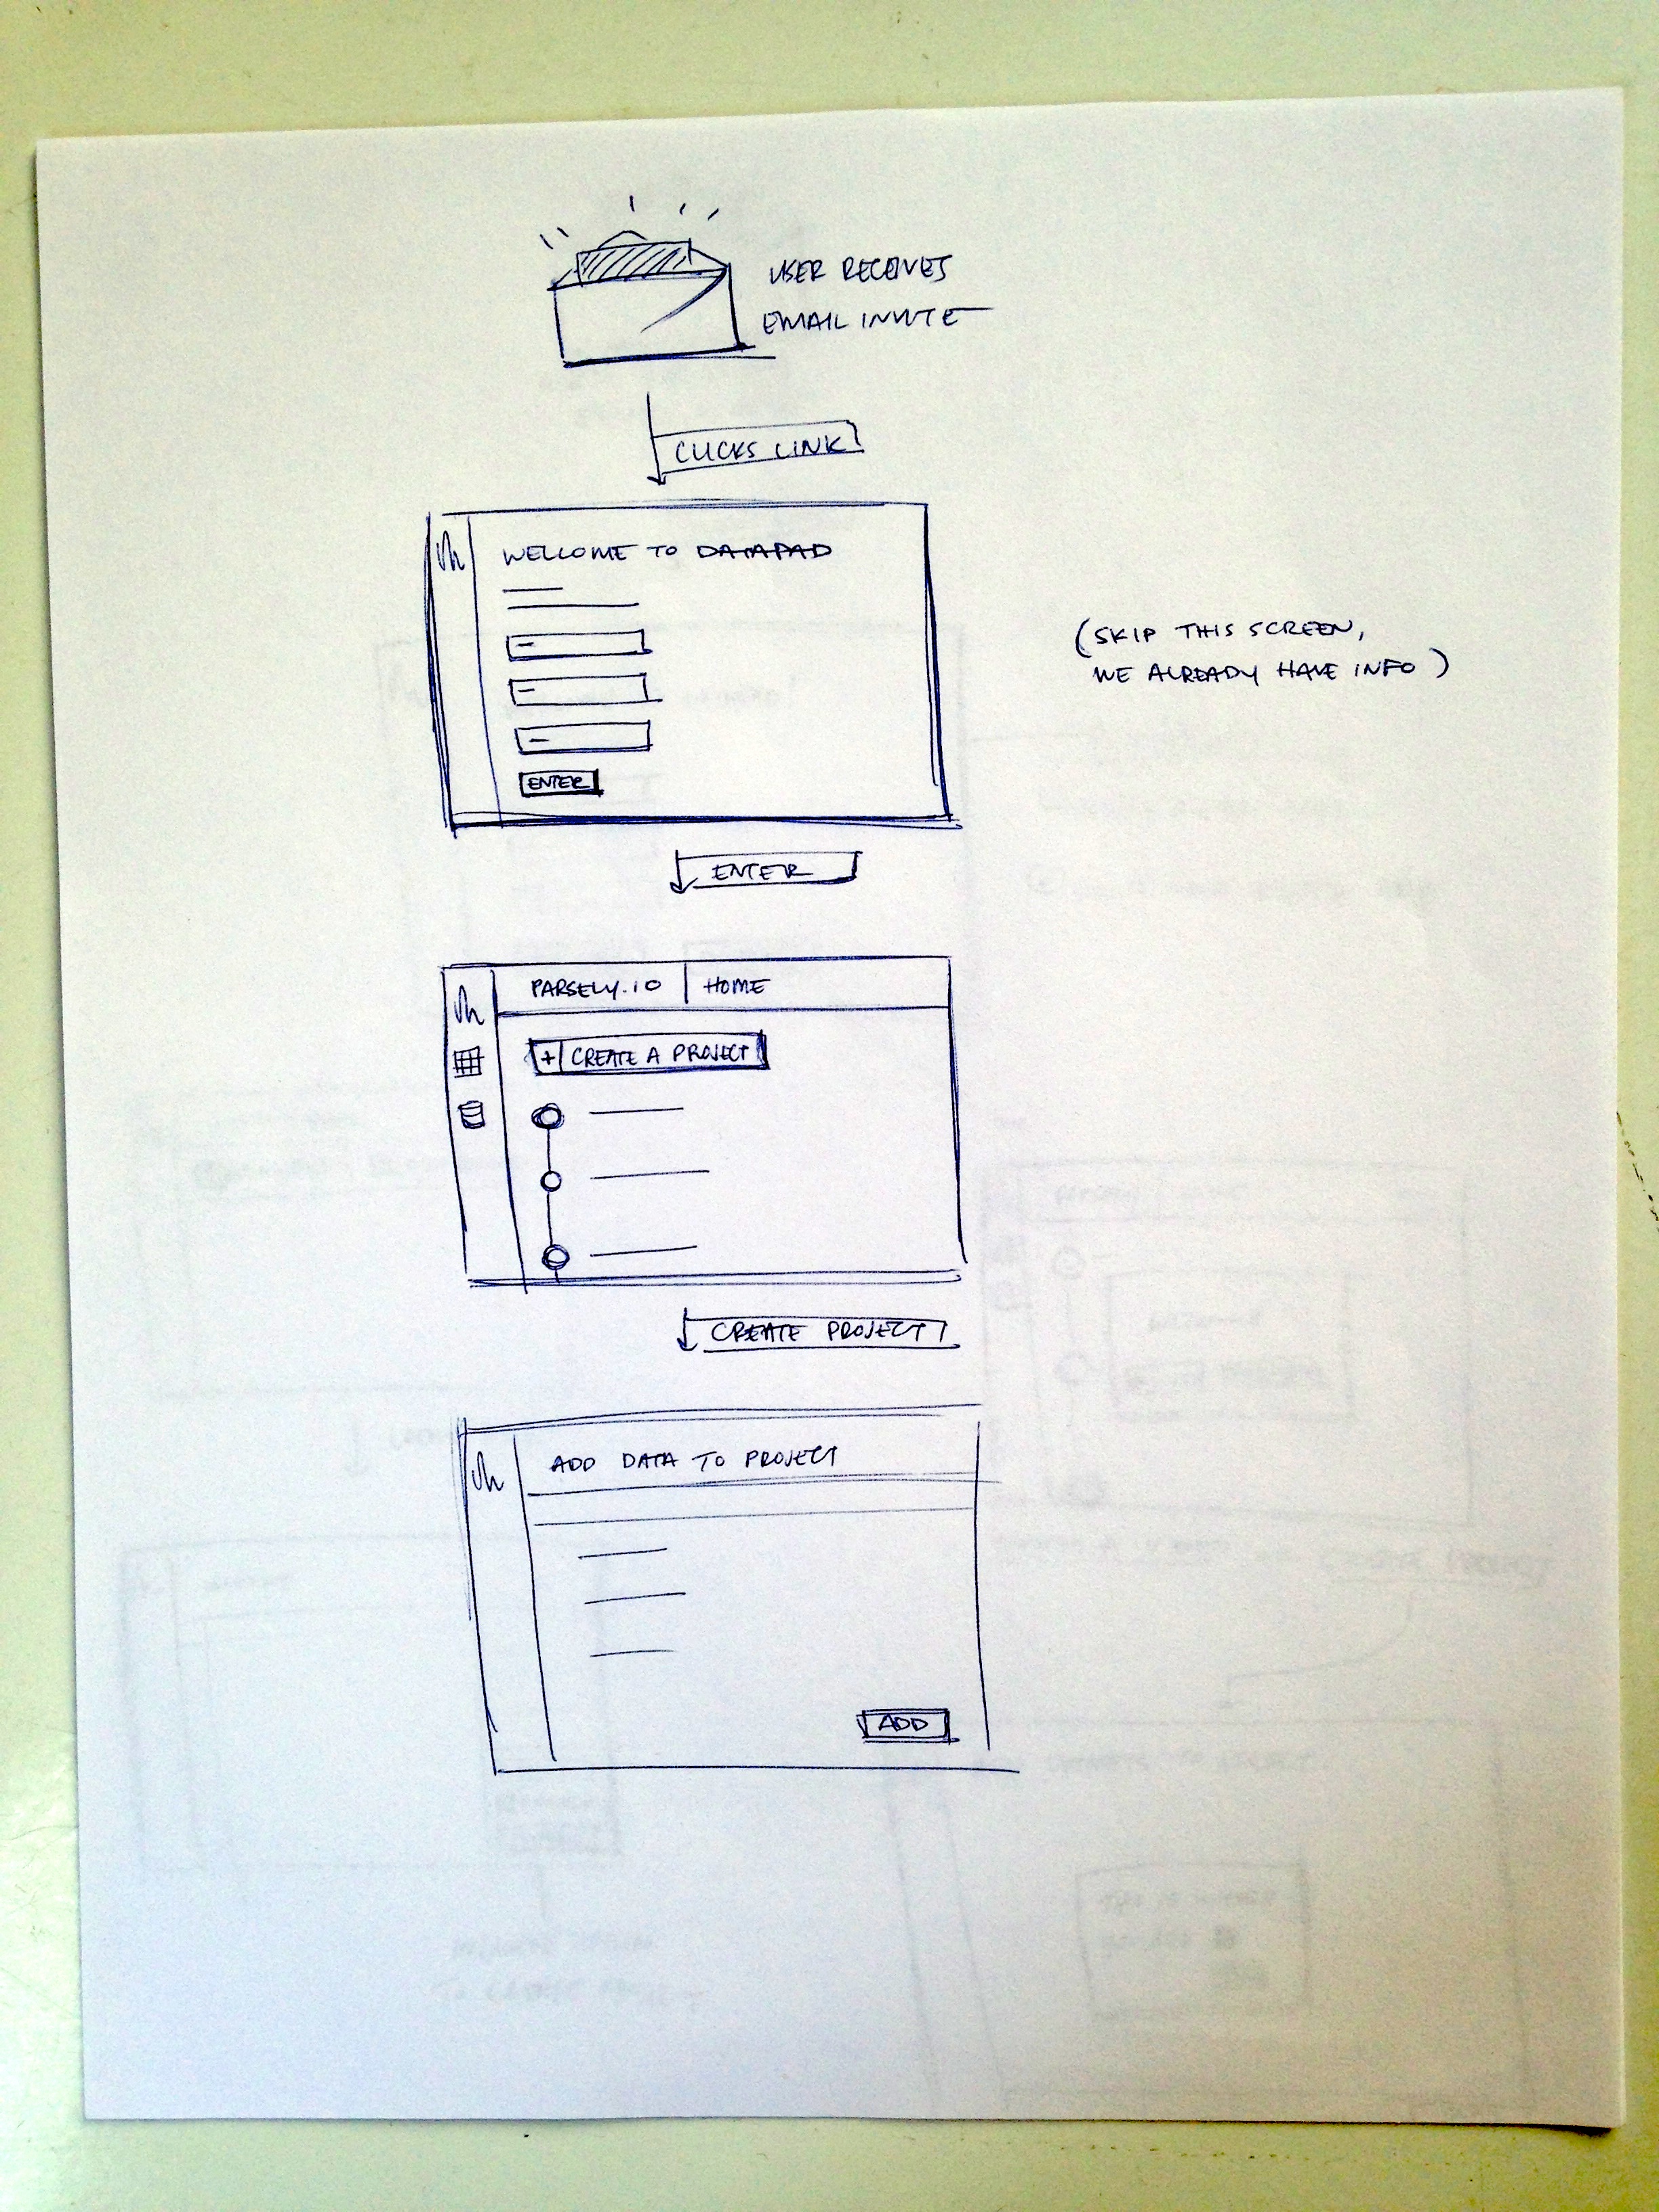 USER RECEIVES
EMAIL INVITE
CLICKS LINK
WELLCOME TO DATAPAD
(SKIP THIS SCREEN,
WE ALREADY HAVE INFO)
ENTER
ENTER
PARSELY.IO HOME
+ CREATE A PROJECT
CREATE PROJECT
ADD DATA TO PROJECT
ADD